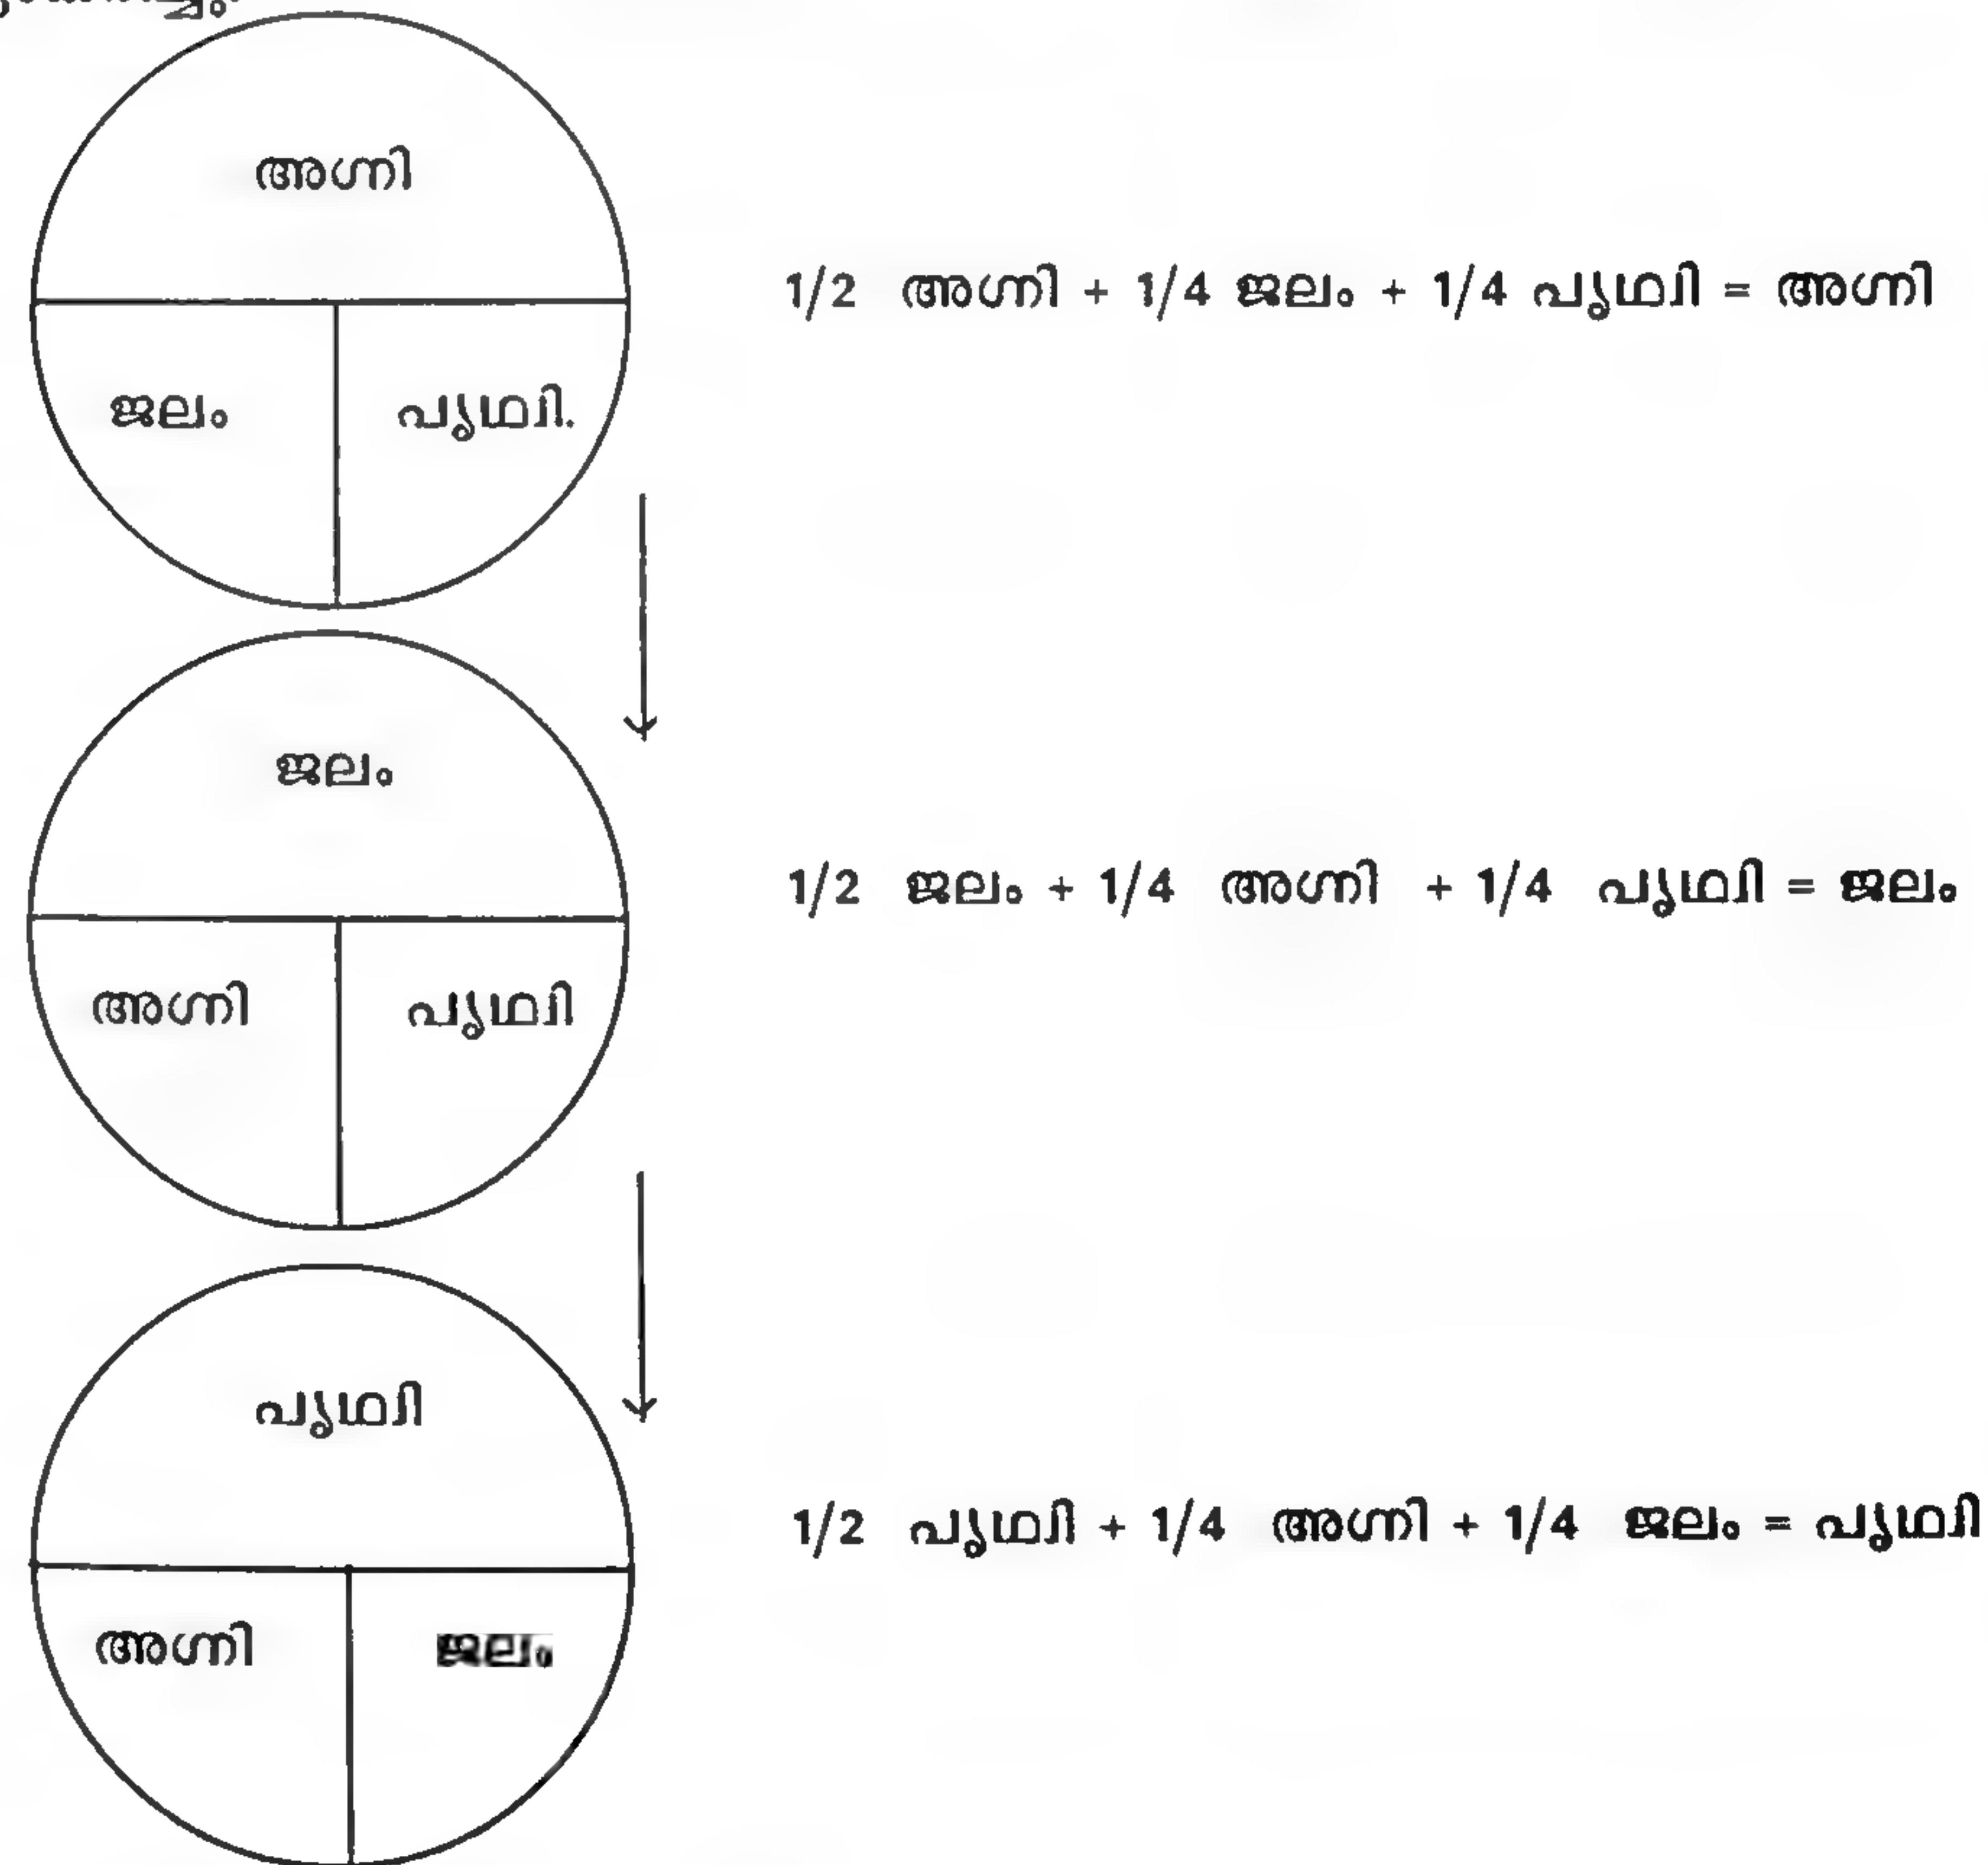 അഗ്നി
1/2 അഗ്നി + 1/4 ജലം + 1/4 പൃഥ്വി = അഗ്നി
ജലം പൃഥ്വി.
ജലം
1/2 ജലം + 1/4 അഗ്നി + 1/4 പൃഥ്വി = ജലം
അഗ്നി പൃഥ്വി
പൃഥ്വി
1/2 പൃഥ്വി + 1/4 അഗ്നി + 1/4 ജലം = പൃഥ്വി
അഗ്നി ജലം